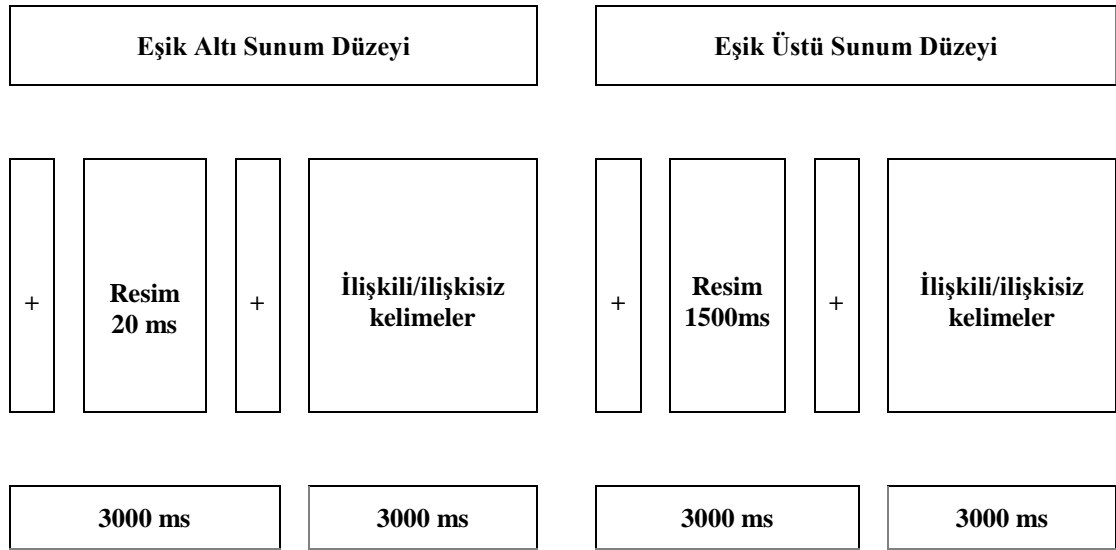 Eşik Altı Sunum Düzeyi
Eşik Üstü Sunum Düzeyi
+
Resim
20 ms
+
İlişkili/ilişkisiz
kelimeler
+
Resim
1500ms
+
İlişkili/ilişkisiz
kelimeler
3000 ms
3000 ms
3000 ms
3000 ms